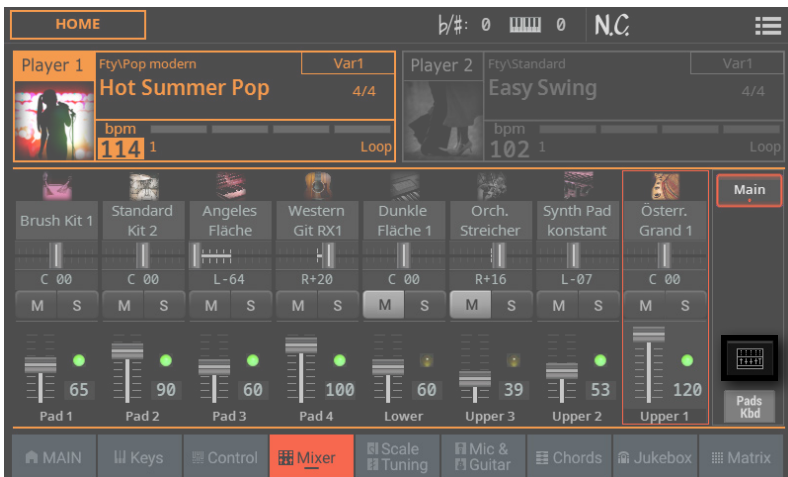 HOME
♭/#: 0 0 N.C.
Player 1 Fty\Pop modern Var1
Hot Summer Pop 4/4
bpm
114 1 Loop
Player 2 Fty\Standard Var1
Easy Swing 4/4
bpm
102 1 Loop
Brush Kit 1
Standard
Kit 2
Angeles
Fläche
Western
Git RX1
Dunkle
Fläche 1
Orch.
Streicher
Synth Pad
konstant
Österr.
Grand 1
Main
C 00 C 00 L-64 R+20 C 00 R+16 L-07 C 00
M S M S M S M S M S M S M S M S
65 90 60 100 60 39 53 120
Pad 1 Pad 2 Pad 3 Pad 4 Lower Upper 3 Upper 2 Upper 1
Pads
Kbd
MAIN
Keys
Control
Mixer
Scale
Tuning
Mic &
Guitar
Chords
Jukebox
Matrix